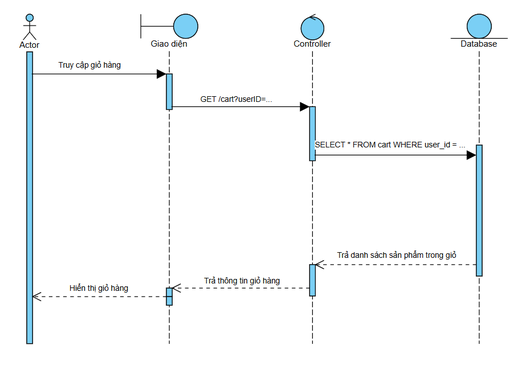 Actor
Giao diện
Controller
Database
Truy cập giỏ hàng
GET /cart?userID=...
SELECT * FROM cart WHERE user_id = ...
Trả danh sách sản phẩm trong giỏ
Trả thông tin giỏ hàng
Hiển thị giỏ hàng